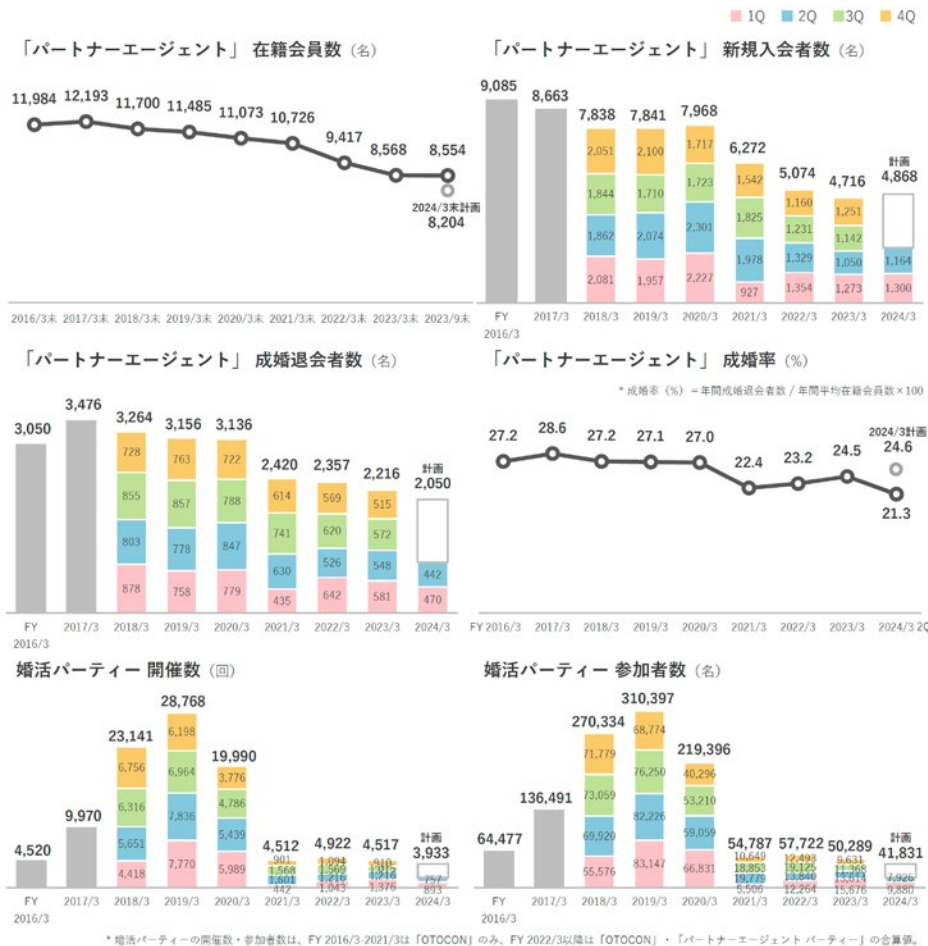 1Q 2Q 3Q 4Q
「パートナーエージェント」 在籍会員数 (名)
11,984 12,193 11,700 11,485 11,073 10,726 9,417 8,568 8,554
2024/3末計画
8,204
2016/3末 2017/3末 2018/3末 2019/3末 2020/3末 2021/3末 2022/3末 2023/3末 2023/9末
「パートナーエージェント」 新規入会者数 (名)
9,085 8,663 7,838 7,841 7,968 6,272 5,074 4,716 計画 4,868
2,051 2,100 1,717 1,542 1,160 1,251
1,844 1,710 1,723 1,825 1,231 1,142
1,862 2,074 2,301 1,978 1,329 1,050 1,164
2,081 1,957 2,227 927 1,354 1,273 1,300
FY 2016/3 2017/3 2018/3 2019/3 2020/3 2021/3 2022/3 2023/3 2024/3
「パートナーエージェント」 成婚退会者数 (名)
3,050 3,476 3,264 3,156 3,136 2,420 2,357 2,216 計画 2,050
728 763 722 614 569 515
855 857 788 741 620 572
803 778 847 630 526 548 442
878 758 779 435 642 581 470
FY 2016/3 2017/3 2018/3 2019/3 2020/3 2021/3 2022/3 2023/3 2024/3
「パートナーエージェント」 成婚率 (%)
* 成婚率（%）＝年間成婚退会者数 / 年間平均在籍会員数×100
27.2 28.6 27.2 27.1 27.0 22.4 23.2 24.5
2024/3計画
24.6
21.3
FY 2016/3 2017/3 2018/3 2019/3 2020/3 2021/3 2022/3 2023/3 2024/3 2Q
婚活パーティー 開催数 (回)
4,520 9,970 23,141 28,768 19,990 4,512 4,922 4,517 計画 3,933
6,756 6,198 3,776 901 1,094 910
6,316 6,964 4,786 1,568 1,569
5,651 7,836 5,439 1,601 1,216 1,216 757
4,418 7,770 5,989 442 1,043 1,376 893
FY 2016/3 2017/3 2018/3 2019/3 2020/3 2021/3 2022/3 2023/3 2024/3
婚活パーティー 参加者数 (名)
64,477 136,491 270,334 310,397 219,396 54,787 57,722 50,289 計画 41,831
71,779 68,774 40,296 10,649 12,493 9,631
73,059 76,250 53,210 18,853 19,125
69,920 82,226 59,059 19,779 13,840 13,614 7,926
55,576 83,147 66,831 5,506 12,264 15,676 9,880
FY 2016/3 2017/3 2018/3 2019/3 2020/3 2021/3 2022/3 2023/3 2024/3
* 婚活パーティーの開催数・参加者数は、FY 2016/3-2021/3は「OTOCON」のみ、FY 2022/3以降は「OTOCON」・「パートナーエージェント パーティー」の合算値。